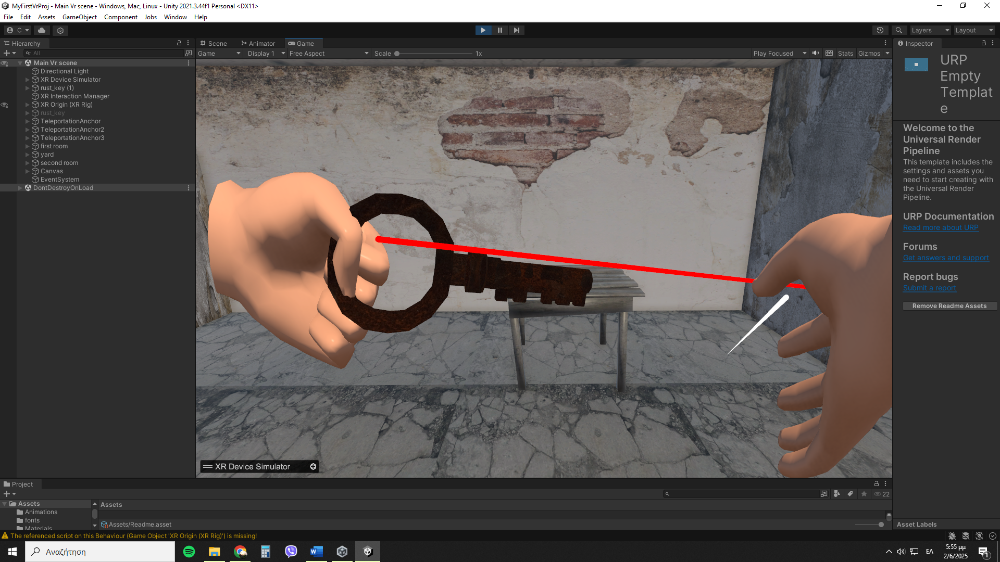 MyFirstVrProj - Main Vr scene - Windows, Mac, Linux - Unity 2021.3.44f1 Personal <DX11>
File Edit Assets GameObject Component Jobs Window Help
C Layers Layout
Hierarchy
All
Main Vr scene
Directional Light
XR Device Simulator
rust_key (1)
XR Interaction Manager
XR Origin (XR Rig)
rust_key
TeleportationAnchor
TeleportationAnchor2
TeleportationAnchor3
first room
yard
second room
Canvas
EventSystem
DontDestroyOnLoad
Scene Animator Game
Game Display 1 Free Aspect Scale 1x Play Focused Stats Gizmos
XR Device Simulator
Inspector
URP
Empty
Templat
e
Welcome to the
Universal Render
Pipeline
This template includes the
settings and assets you
need to start creating with
the Universal Render
Pipeline.
URP Documentation
Read more about URP
Forums
Get answers and support
Report bugs
Submit a report
Remove Readme Assets
Asset Labels
Project
22
Assets
Animations
fonts
Materials
Assets
Assets/Readme.asset
The referenced script on this Behaviour (Game Object 'XR Origin (XR Rig)') is missing!
Αναζήτηση
ΕΛ
5:55 μμ
2/6/2025
1